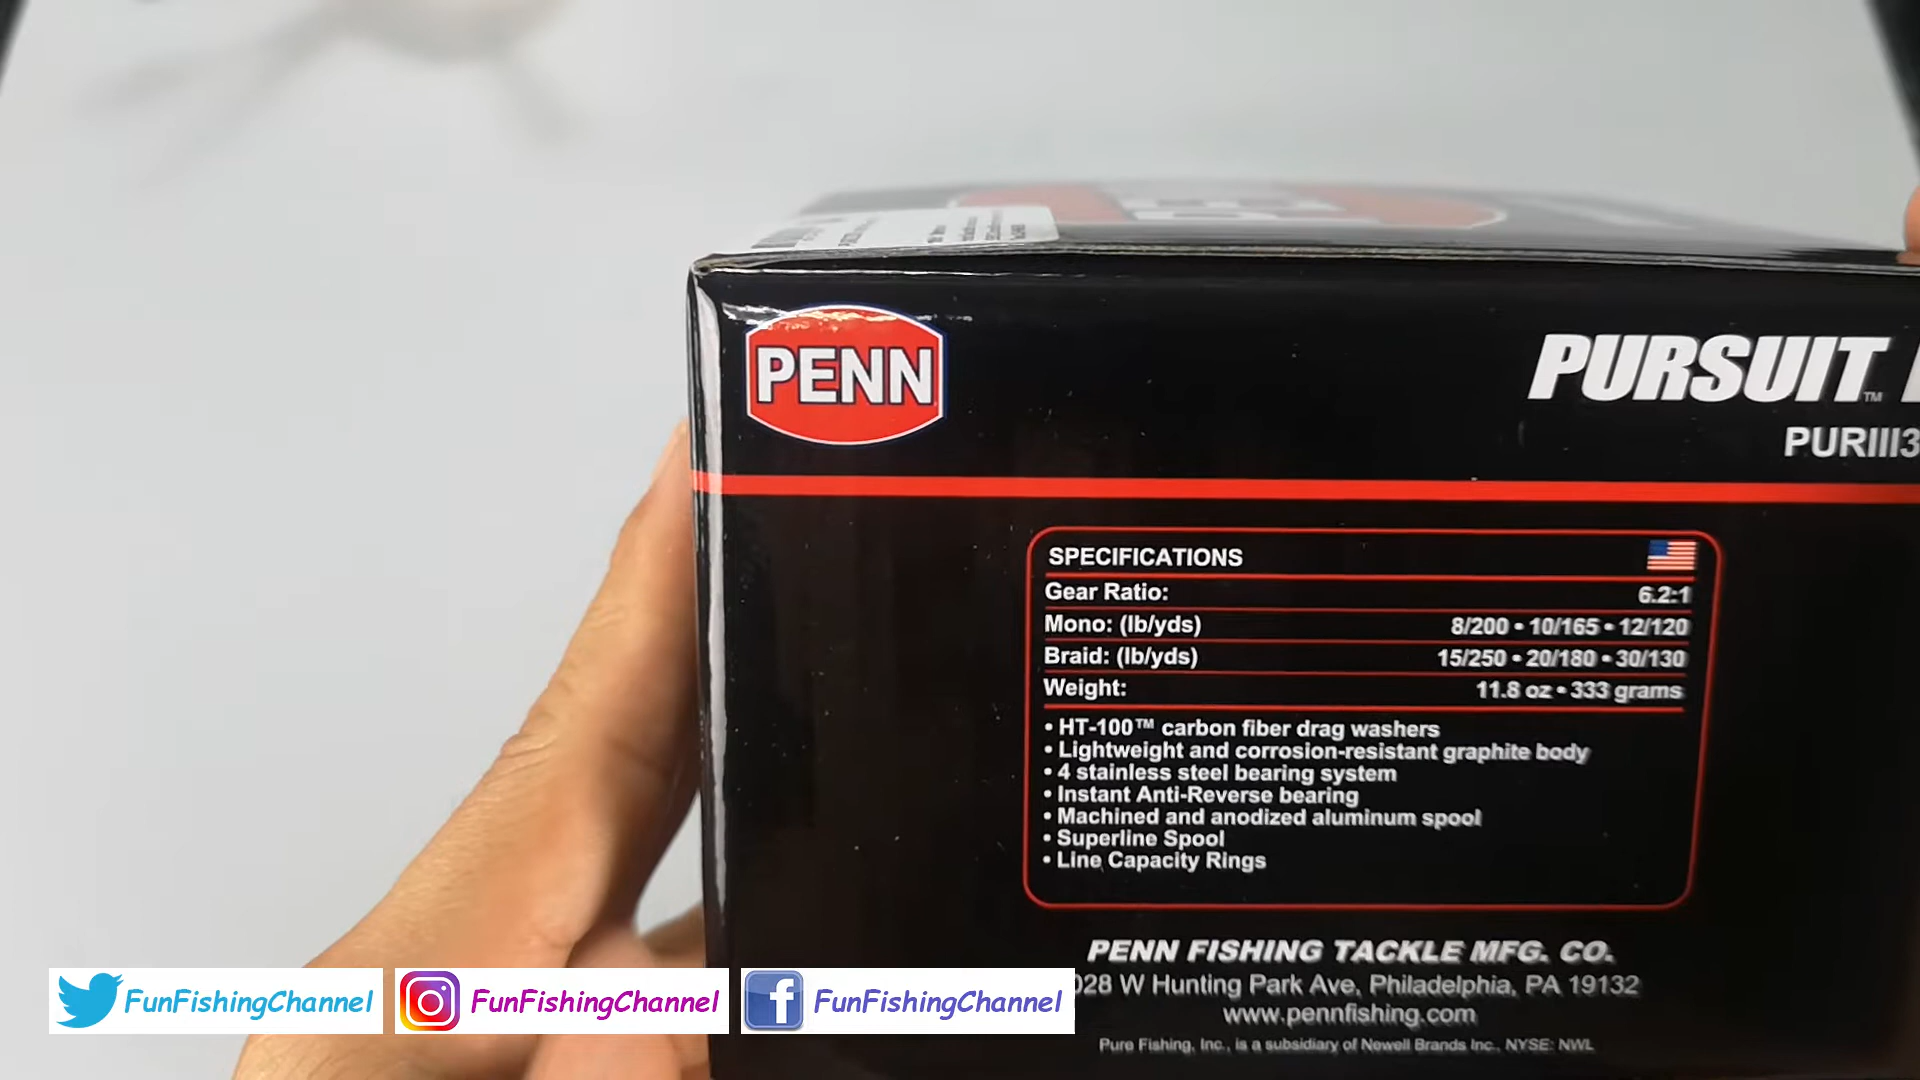 PENN
PURSUIT™
PURIII3
SPECIFICATIONS
Gear Ratio: 6.2:1
Mono: (lb/yds) 8/200 • 10/165 • 12/120
Braid: (lb/yds) 15/250 • 20/180 • 30/130
Weight: 11.8 oz • 333 grams
• HT-100™ carbon fiber drag washers
• Lightweight and corrosion-resistant graphite body
• 4 stainless steel bearing system
• Instant Anti-Reverse bearing
• Machined and anodized aluminum spool
• Superline Spool
• Line Capacity Rings
PENN FISHING TACKLE MFG. CO.
028 W Hunting Park Ave, Philadelphia, PA 19132
www.pennfishing.com
Pure Fishing, Inc., is a subsidiary of Newell Brands Inc., NYSE: NWL
FunFishingChannel FunFishingChannel FunFishingChannel